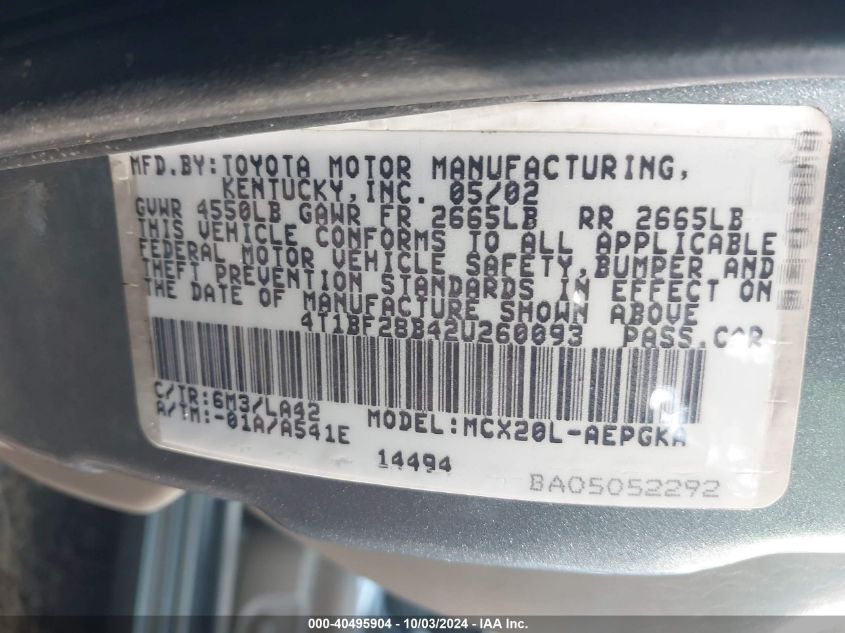 MFD.BY:TOYOTA MOTOR MANUFACTURING,
KENTUCKY,INC. 05/02
GVWR 4550LB GAWR FR 2665LB RR 2665LB
THIS VEHICLE CONFORMS TO ALL APPLICABLE
FEDERAL MOTOR VEHICLE SAFETY,BUMPER AND
THEFT PREVENTION STANDARDS IN EFFECT ON
THE DATE OF MANUFACTURE SHOWN ABOVE
4T1BF28B42U260093 PASS.CAR
C/TR:6M3/LA42
A/TM:-01A/A541E
MODEL:MCX20L-AEPGKA
14494
BAO5052292
000-40495904 - 10/03/2024 - IAA Inc.